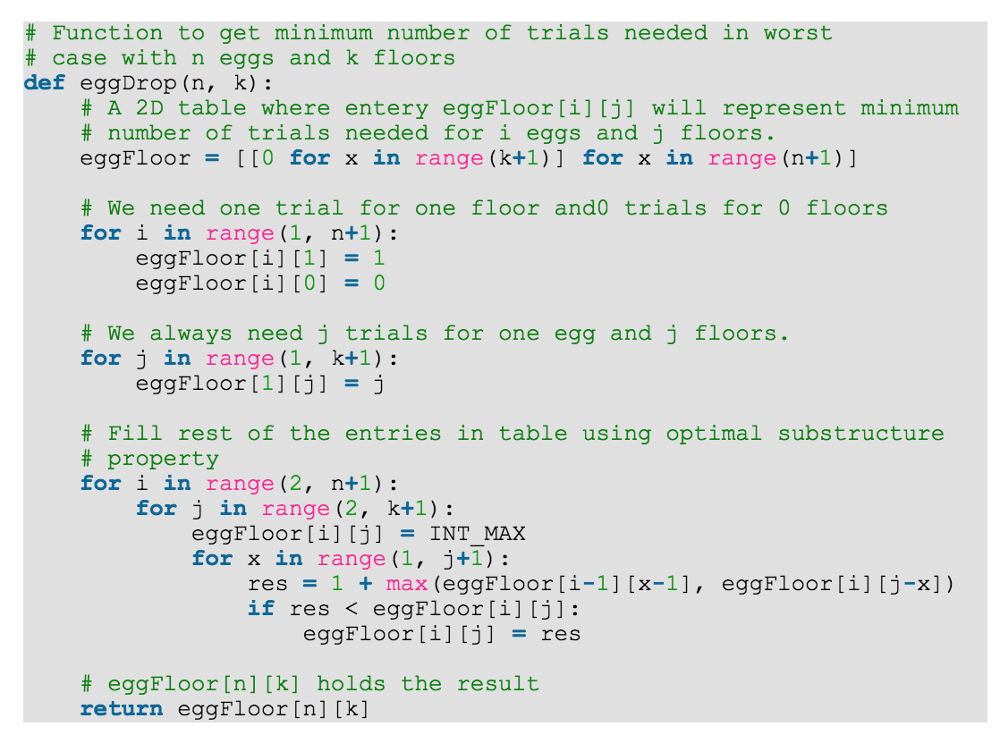 # Function to get minimum number of trials needed in worst
# case with n eggs and k floors
def eggDrop(n, k):
    # A 2D table where entery eggFloor[i][j] will represent minimum
    # number of trials needed for i eggs and j floors.
    eggFloor = [[0 for x in range(k+1)] for x in range(n+1)]

    # We need one trial for one floor and0 trials for 0 floors
    for i in range(1, n+1):
        eggFloor[i][1] = 1
        eggFloor[i][0] = 0

    # We always need j trials for one egg and j floors.
    for j in range(1, k+1):
        eggFloor[1][j] = j

    # Fill rest of the entries in table using optimal substructure
    # property
    for i in range(2, n+1):
        for j in range(2, k+1):
            eggFloor[i][j] = INT_MAX
            for x in range(1, j+1):
                res = 1 + max(eggFloor[i-1][x-1], eggFloor[i][j-x])
                if res < eggFloor[i][j]:
                    eggFloor[i][j] = res

    # eggFloor[n][k] holds the result
    return eggFloor[n][k]